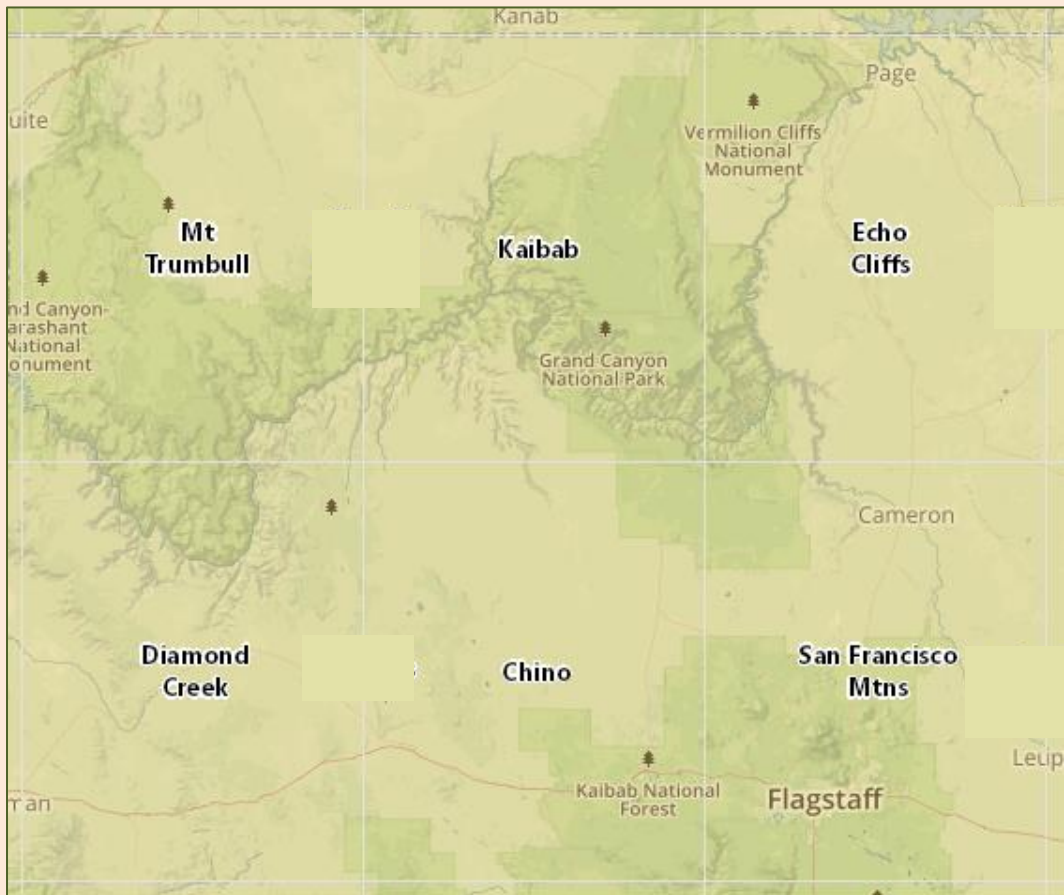 Kanab
Page
uite
Vermilion Cliffs
National
Monument
Mt
Trumbull
Kaibab
Echo
Cliffs
nd Canyon-
arashant
National
onument
Grand Canyon
National Park
Cameron
Diamond
Creek
Chino
San Francisco
Mtns
Leup
Kaibab National
Forest
Flagstaff
man